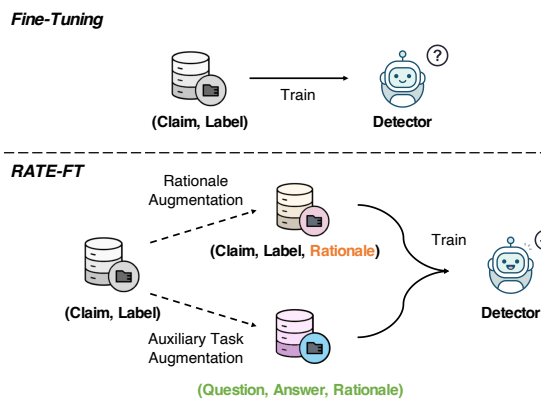 Fine-Tuning
?
Train
(Claim, Label)
Detector
RATE-FT
Rationale
Augmentation
Train
(Claim, Label, Rationale)
(Claim, Label)
Detector
Auxiliary Task
Augmentation
(Question, Answer, Rationale)